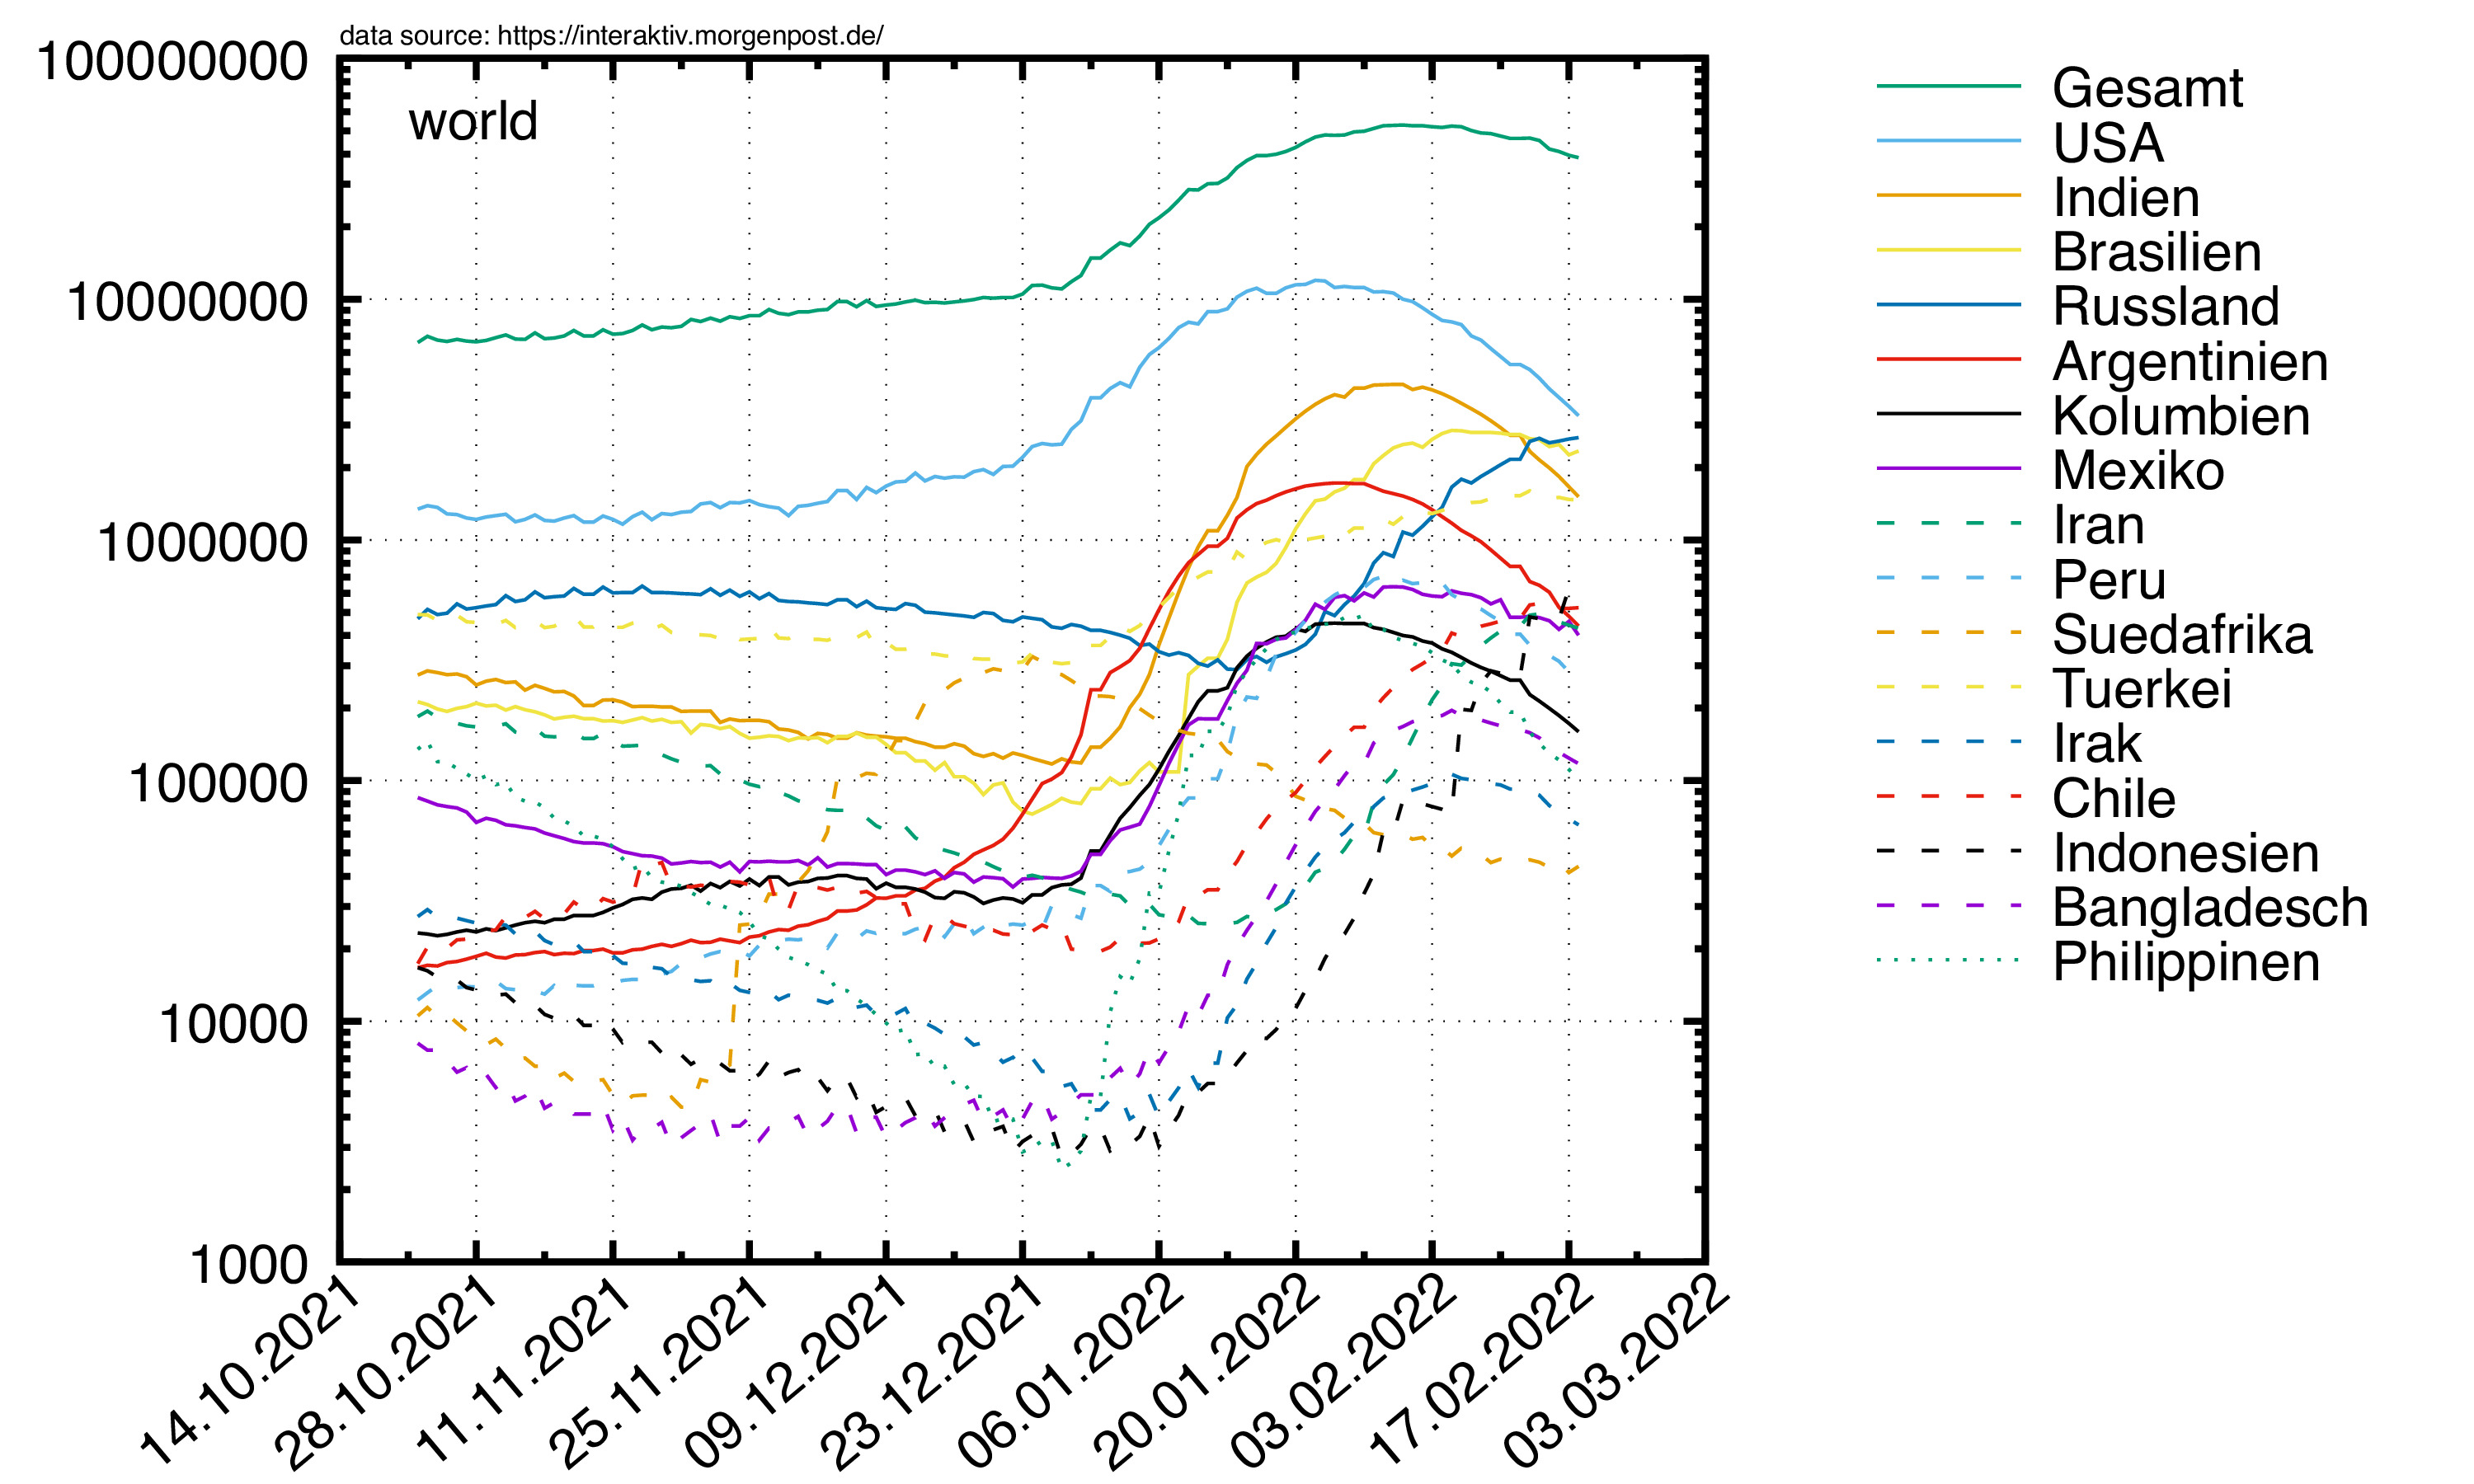 data source: https://interaktiv.morgenpost.de/
100000000
10000000
1000000
100000
10000
1000
world
14.10.2021
28.10.2021
11.11.2021
25.11.2021
09.12.2021
23.12.2021
06.01.2022
20.01.2022
03.02.2022
17.02.2022
03.03.2022
Gesamt
USA
Indien
Brasilien
Russland
Argentinien
Kolumbien
Mexiko
Iran
Peru
Suedafrika
Tuerkei
Irak
Chile
Indonesien
Bangladesch
Philippinen